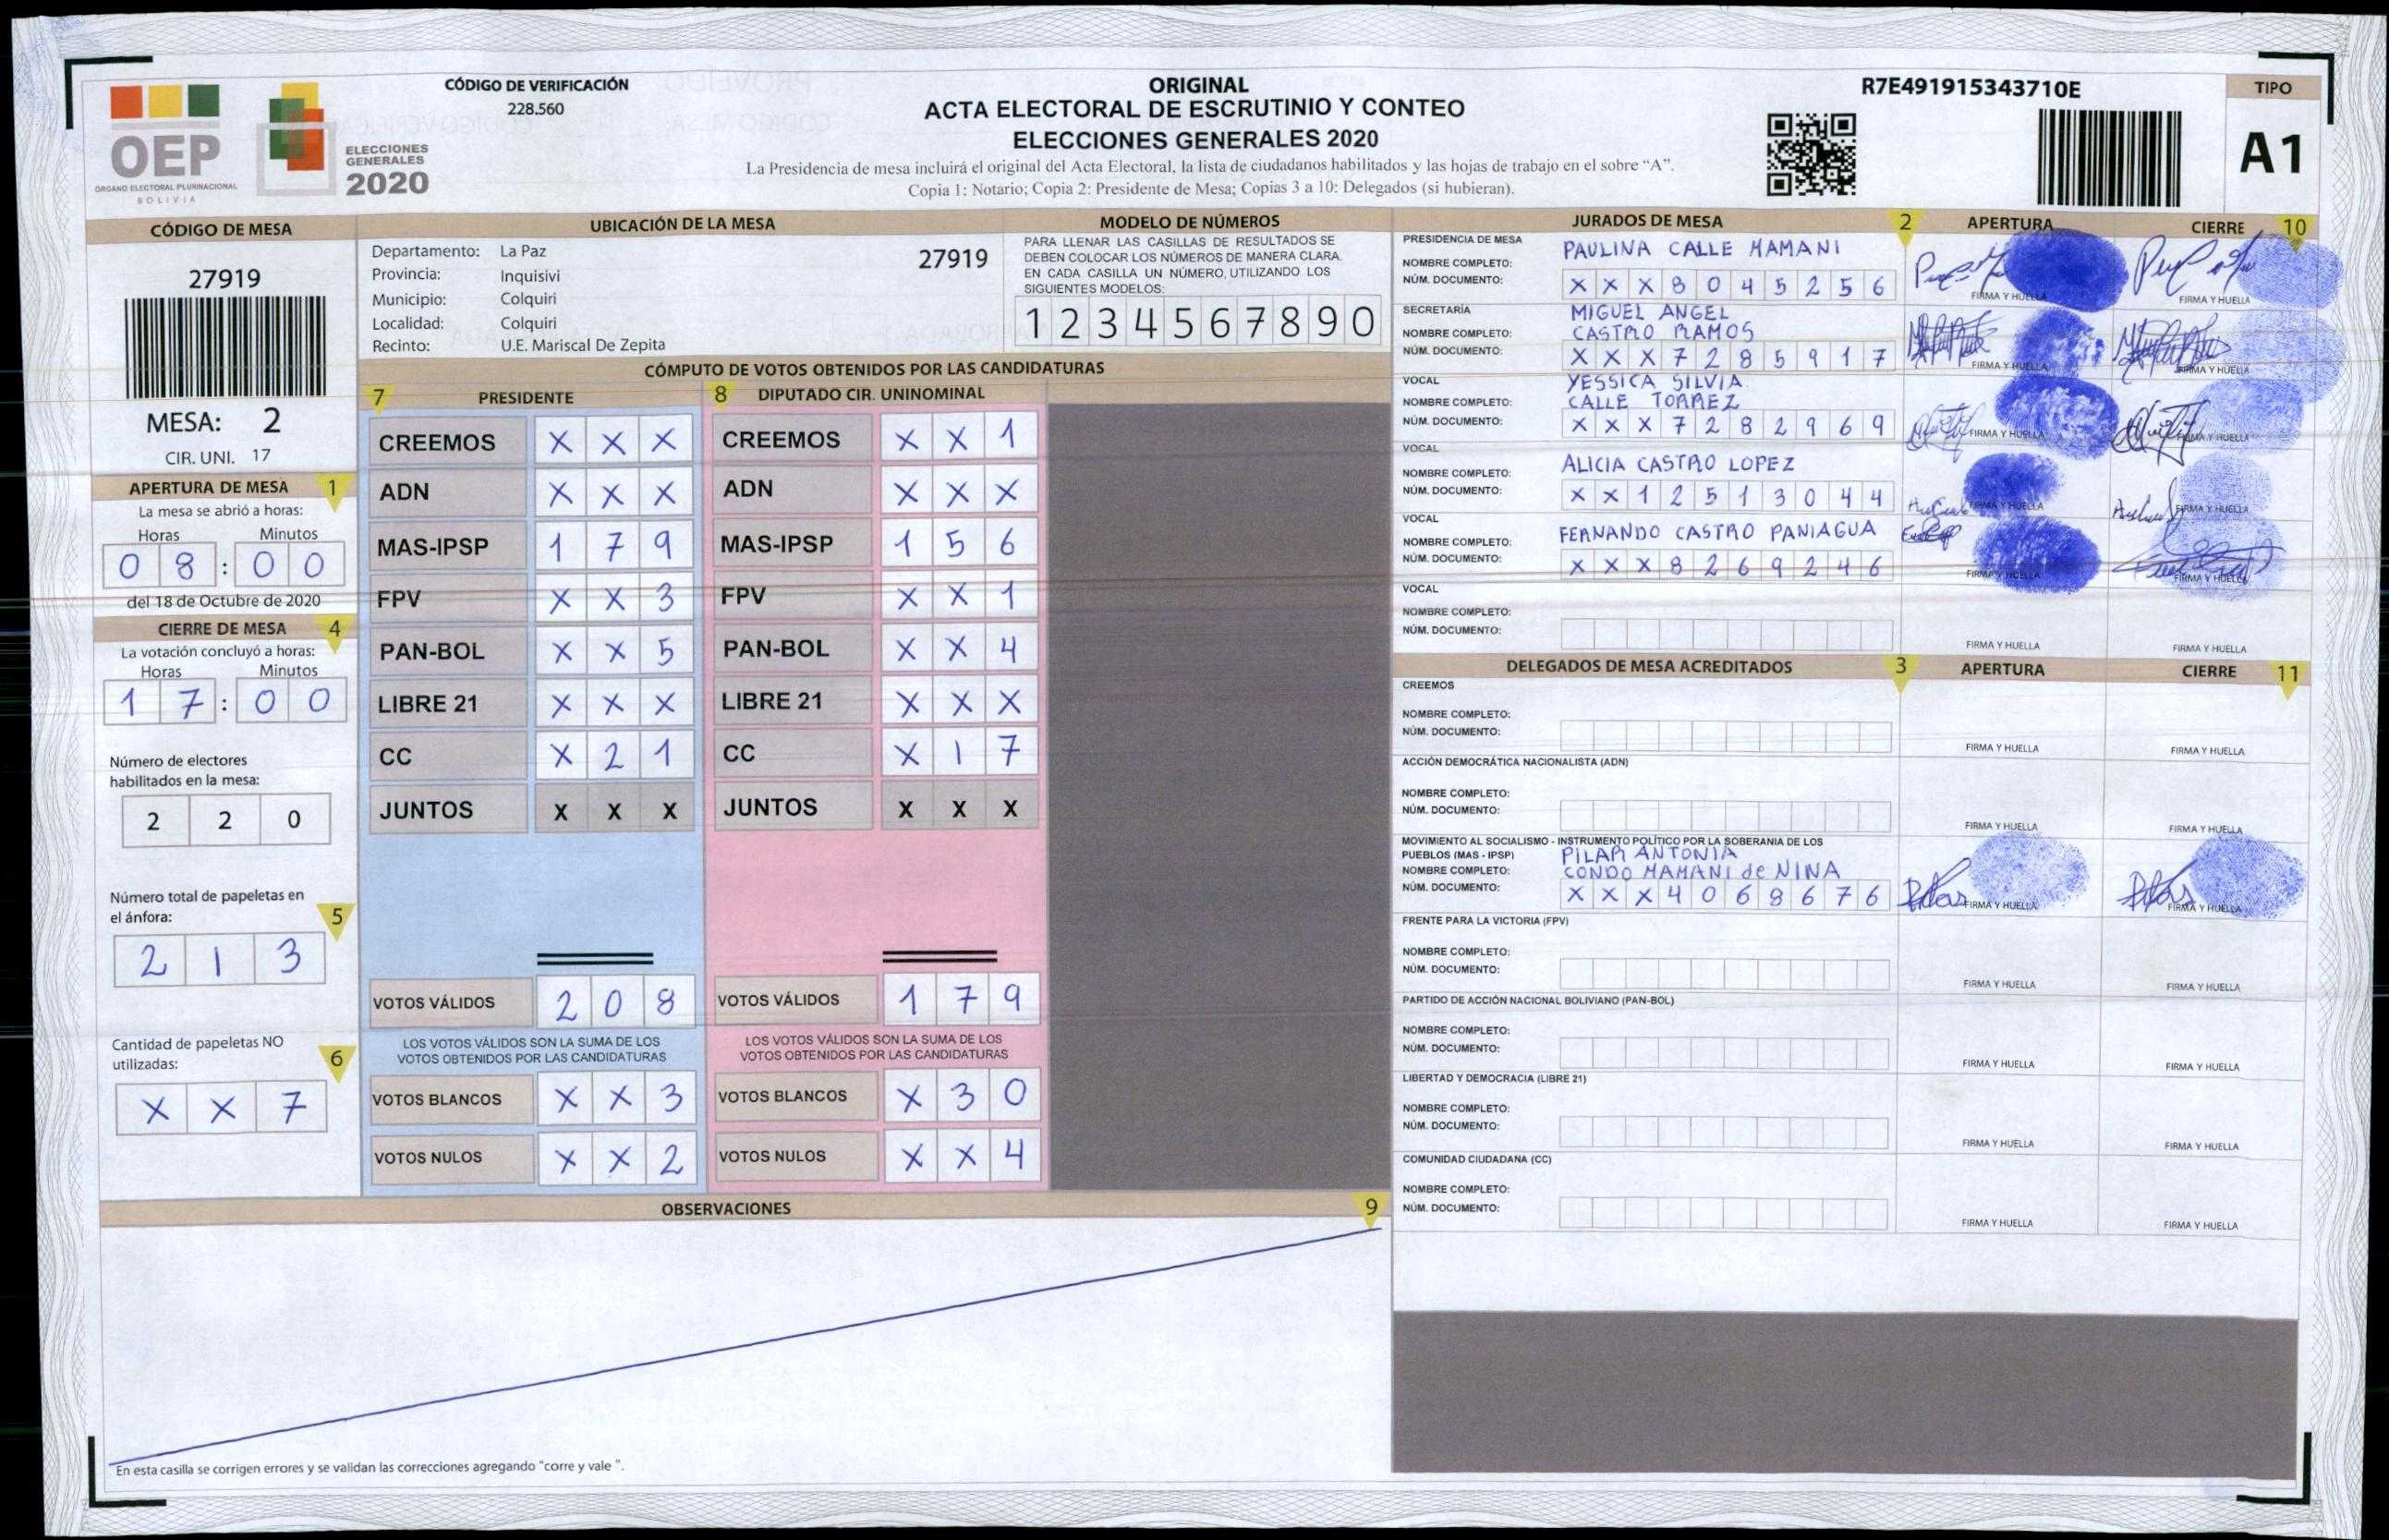 CÓDIGO DE VERIFICACIÓN
228.560
OEP
ÓRGANO ELECTORAL PLURINACIONAL
BOLIVIA
ELECCIONES
GENERALES
2020
ORIGINAL
ACTA ELECTORAL DE ESCRUTINIO Y CONTEO
ELECCIONES GENERALES 2020
La Presidencia de mesa incluirá el original del Acta Electoral, la lista de ciudadanos habilitados y las hojas de trabajo en el sobre “A”.
Copia 1: Notario; Copia 2: Presidente de Mesa; Copias 3 a 10: Delegados (si hubieran).
R7E491915343710E
TIPO
A1
CÓDIGO DE MESA
27919
MESA: 2
CIR. UNI. 17
APERTURA DE MESA 1
La mesa se abrió a horas:
Horas Minutos
0 8 : 0 0
del 18 de Octubre de 2020
CIERRE DE MESA 4
La votación concluyó a horas:
Horas Minutos
1 7 : 0 0
Número de electores
habilitados en la mesa:
2 2 0
Número total de papeletas en
el ánfora: 5
2 1 3
Cantidad de papeletas NO
utilizadas: 6
X X 7
UBICACIÓN DE LA MESA
Departamento: La Paz 27919
Provincia: Inquisivi
Municipio: Colquiri
Localidad: Colquiri
Recinto: U.E. Mariscal De Zepita
MODELO DE NÚMEROS
PARA LLENAR LAS CASILLAS DE RESULTADOS SE
DEBEN COLOCAR LOS NÚMEROS DE MANERA CLARA.
EN CADA CASILLA UN NÚMERO, UTILIZANDO LOS
SIGUIENTES MODELOS:
1 2 3 4 5 6 7 8 9 0
CÓMPUTO DE VOTOS OBTENIDOS POR LAS CANDIDATURAS
7 PRESIDENTE 8 DIPUTADO CIR. UNINOMINAL
CREEMOS X X X CREEMOS X X 1
ADN X X X ADN X X X
MAS-IPSP 1 7 9 MAS-IPSP 1 5 6
FPV X X 3 FPV X X 1
PAN-BOL X X 5 PAN-BOL X X 4
LIBRE 21 X X X LIBRE 21 X X X
CC X 2 1 CC X 1 7
JUNTOS X X X JUNTOS X X X
VOTOS VÁLIDOS 2 0 8 VOTOS VÁLIDOS 1 7 9
LOS VOTOS VÁLIDOS SON LA SUMA DE LOS LOS VOTOS VÁLIDOS SON LA SUMA DE LOS
VOTOS OBTENIDOS POR LAS CANDIDATURAS VOTOS OBTENIDOS POR LAS CANDIDATURAS
VOTOS BLANCOS X X 3 VOTOS BLANCOS X 3 0
VOTOS NULOS X X 2 VOTOS NULOS X X 4
OBSERVACIONES 9
En esta casilla se corrigen errores y se validan las correcciones agregando “corre y vale ”.
JURADOS DE MESA 2 APERTURA CIERRE 10
PRESIDENCIA DE MESA
NOMBRE COMPLETO: PAULINA CALLE MAMANI
NÚM. DOCUMENTO: X X X 8 0 4 5 2 5 6
FIRMA Y HUELLA FIRMA Y HUELLA
SECRETARÍA MIGUEL ANGEL
NOMBRE COMPLETO: CASTRO RAMOS
NÚM. DOCUMENTO: X X X 7 2 8 5 9 1 7
FIRMA Y HUELLA FIRMA Y HUELLA
VOCAL YESSICA SILVIA
NOMBRE COMPLETO: CALLE TORREZ
NÚM. DOCUMENTO: X X X 7 2 8 2 9 6 9
FIRMA Y HUELLA FIRMA Y HUELLA
VOCAL
NOMBRE COMPLETO: ALICIA CASTRO LOPEZ
NÚM. DOCUMENTO: X X 1 2 5 1 3 0 4 4
FIRMA Y HUELLA FIRMA Y HUELLA
VOCAL
NOMBRE COMPLETO: FERNANDO CASTRO PANIAGUA
NÚM. DOCUMENTO: X X X 8 2 6 9 2 4 6
FIRMA Y HUELLA FIRMA Y HUELLA
VOCAL
NOMBRE COMPLETO:
NÚM. DOCUMENTO:
FIRMA Y HUELLA FIRMA Y HUELLA
DELEGADOS DE MESA ACREDITADOS 3 APERTURA CIERRE 11
CREEMOS
NOMBRE COMPLETO:
NÚM. DOCUMENTO:
FIRMA Y HUELLA FIRMA Y HUELLA
ACCIÓN DEMOCRÁTICA NACIONALISTA (ADN)
NOMBRE COMPLETO:
NÚM. DOCUMENTO:
FIRMA Y HUELLA FIRMA Y HUELLA
MOVIMIENTO AL SOCIALISMO - INSTRUMENTO POLÍTICO POR LA SOBERANIA DE LOS
PUEBLOS (MAS - IPSP) PILAR ANTONIA
NOMBRE COMPLETO: CONDO MAMANI de NINA
NÚM. DOCUMENTO: X X X 4 0 6 8 6 7 6
FIRMA Y HUELLA FIRMA Y HUELLA
FRENTE PARA LA VICTORIA (FPV)
NOMBRE COMPLETO:
NÚM. DOCUMENTO:
FIRMA Y HUELLA FIRMA Y HUELLA
PARTIDO DE ACCIÓN NACIONAL BOLIVIANO (PAN-BOL)
NOMBRE COMPLETO:
NÚM. DOCUMENTO:
FIRMA Y HUELLA FIRMA Y HUELLA
LIBERTAD Y DEMOCRACIA (LIBRE 21)
NOMBRE COMPLETO:
NÚM. DOCUMENTO:
FIRMA Y HUELLA FIRMA Y HUELLA
COMUNIDAD CIUDADANA (CC)
NOMBRE COMPLETO:
NÚM. DOCUMENTO:
FIRMA Y HUELLA FIRMA Y HUELLA